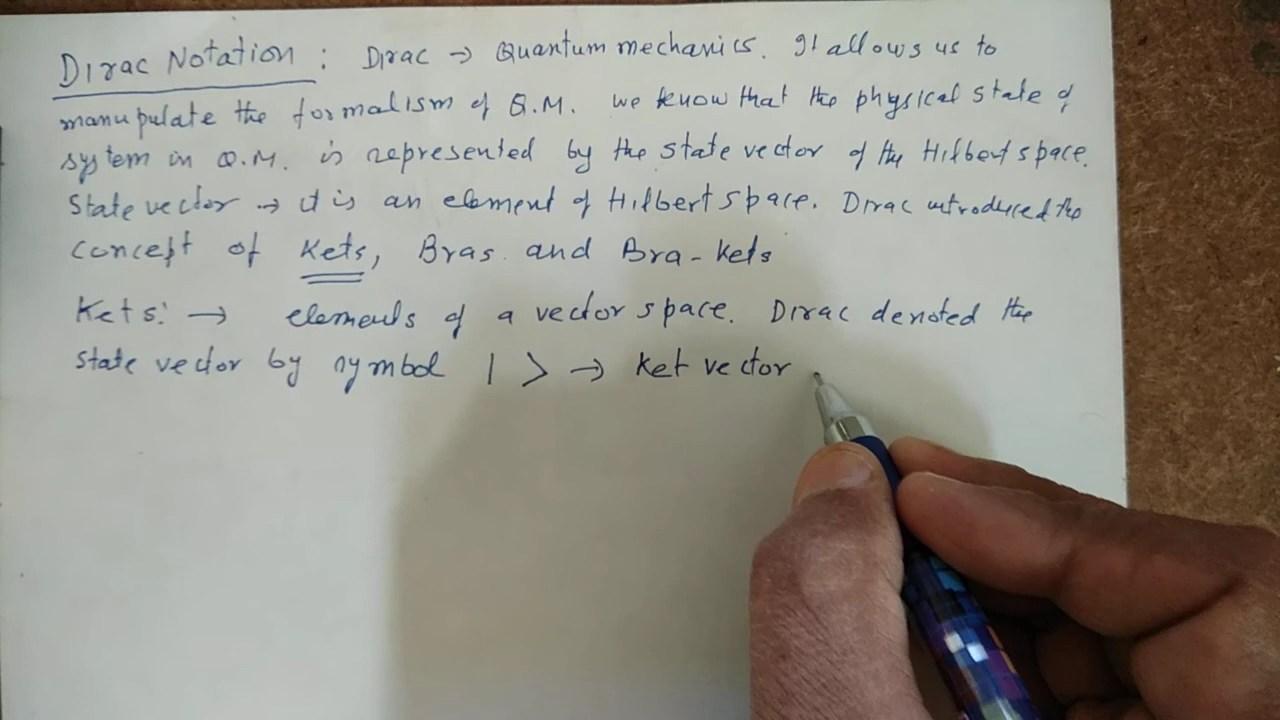 Dirac Notation : Dirac → Quantum mechanics. It allows us to
manupulate the formalism of Q.M. we know that the physical state of
system in Q.M. is represented by the state vector of the Hilbert space.
State vector → it is an element of Hilbert space. Dirac introduced the
concept of Kets, Bras and Bra-kets
Kets: → elements of a vector space. Dirac denoted the
state vector by symbol | > → Ket vector